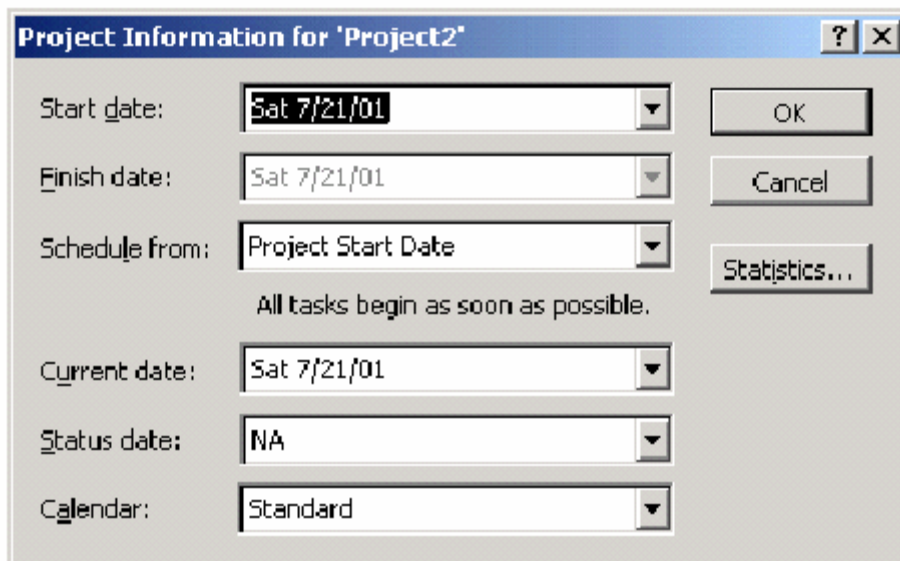 Project Information for 'Project2'
Start date: Sat 7/21/01 OK
Finish date: Sat 7/21/01 Cancel
Schedule from: Project Start Date Statistics...
All tasks begin as soon as possible.
Current date: Sat 7/21/01
Status date: NA
Calendar: Standard